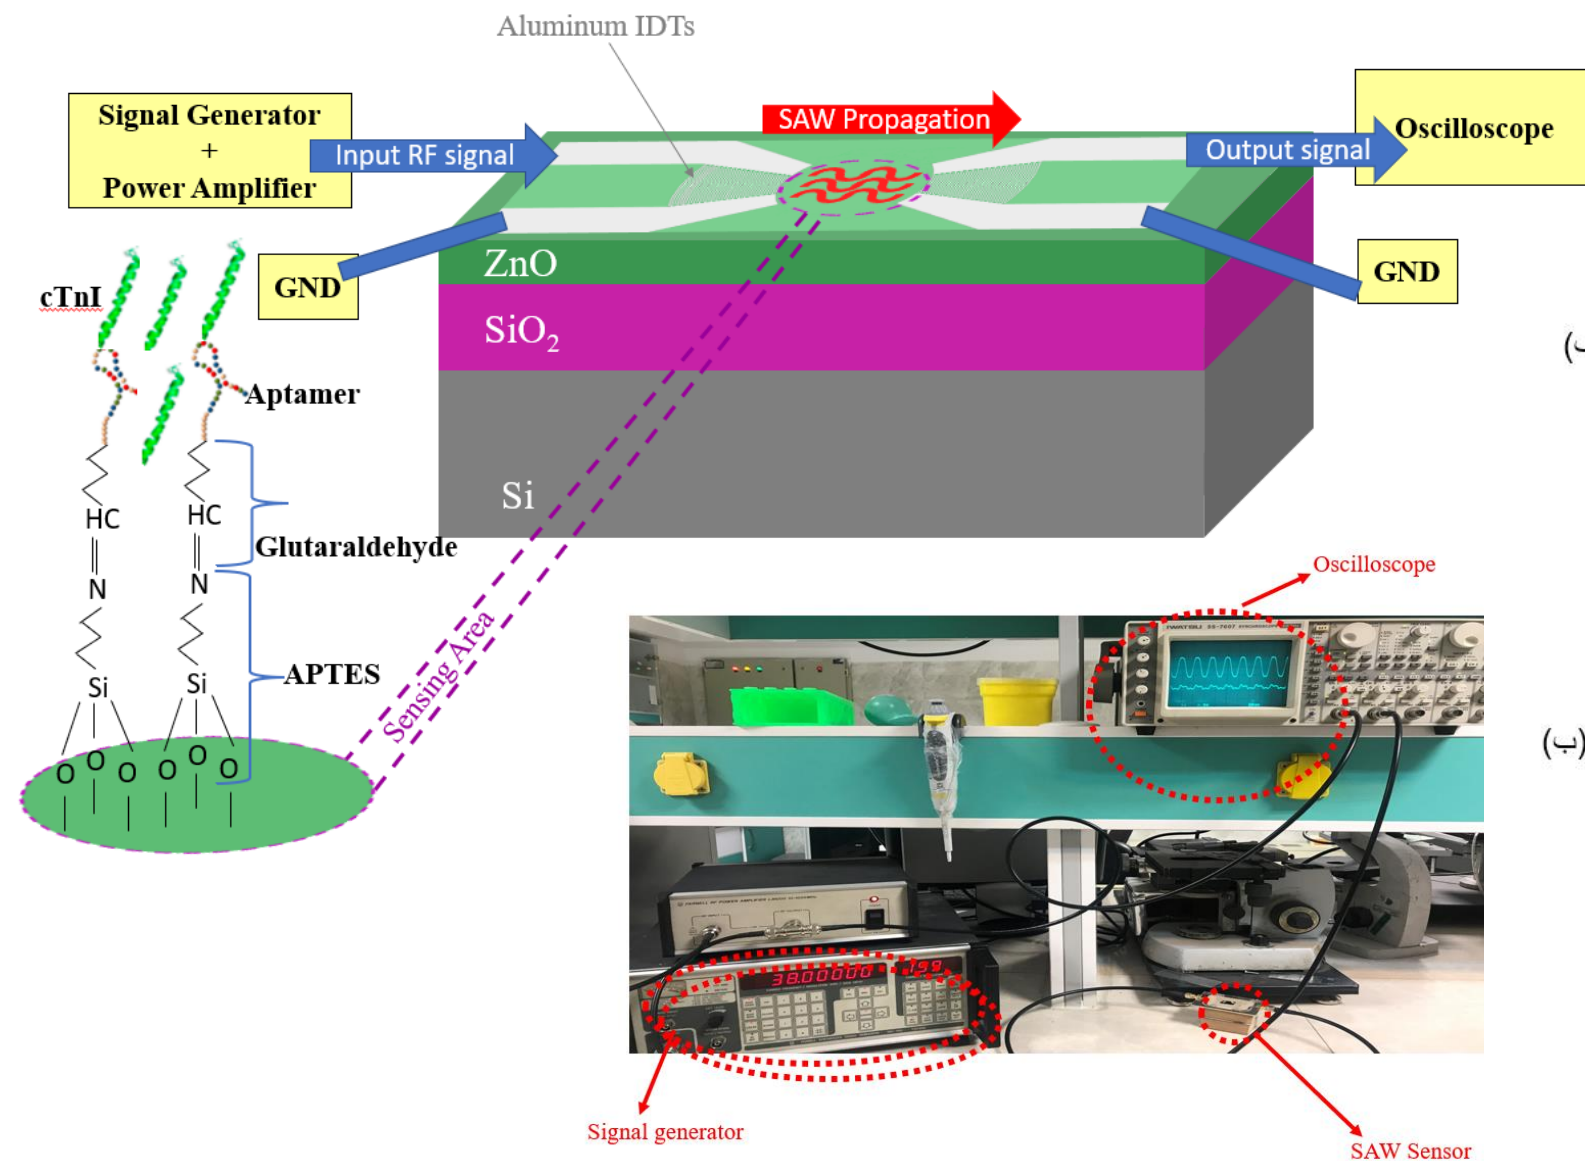 Aluminum IDTs
Signal Generator
+
Power Amplifier
Input RF signal
SAW Propagation
Output signal
Oscilloscope
GND
GND
ZnO
SiO2
Si
cTnI
Aptamer
HC
HC
Glutaraldehyde
N
N
Si
Si
APTES
O
O
O
O
O
O
Sensing Area
Oscilloscope
38.00000
199
Signal generator
SAW Sensor
(ب)